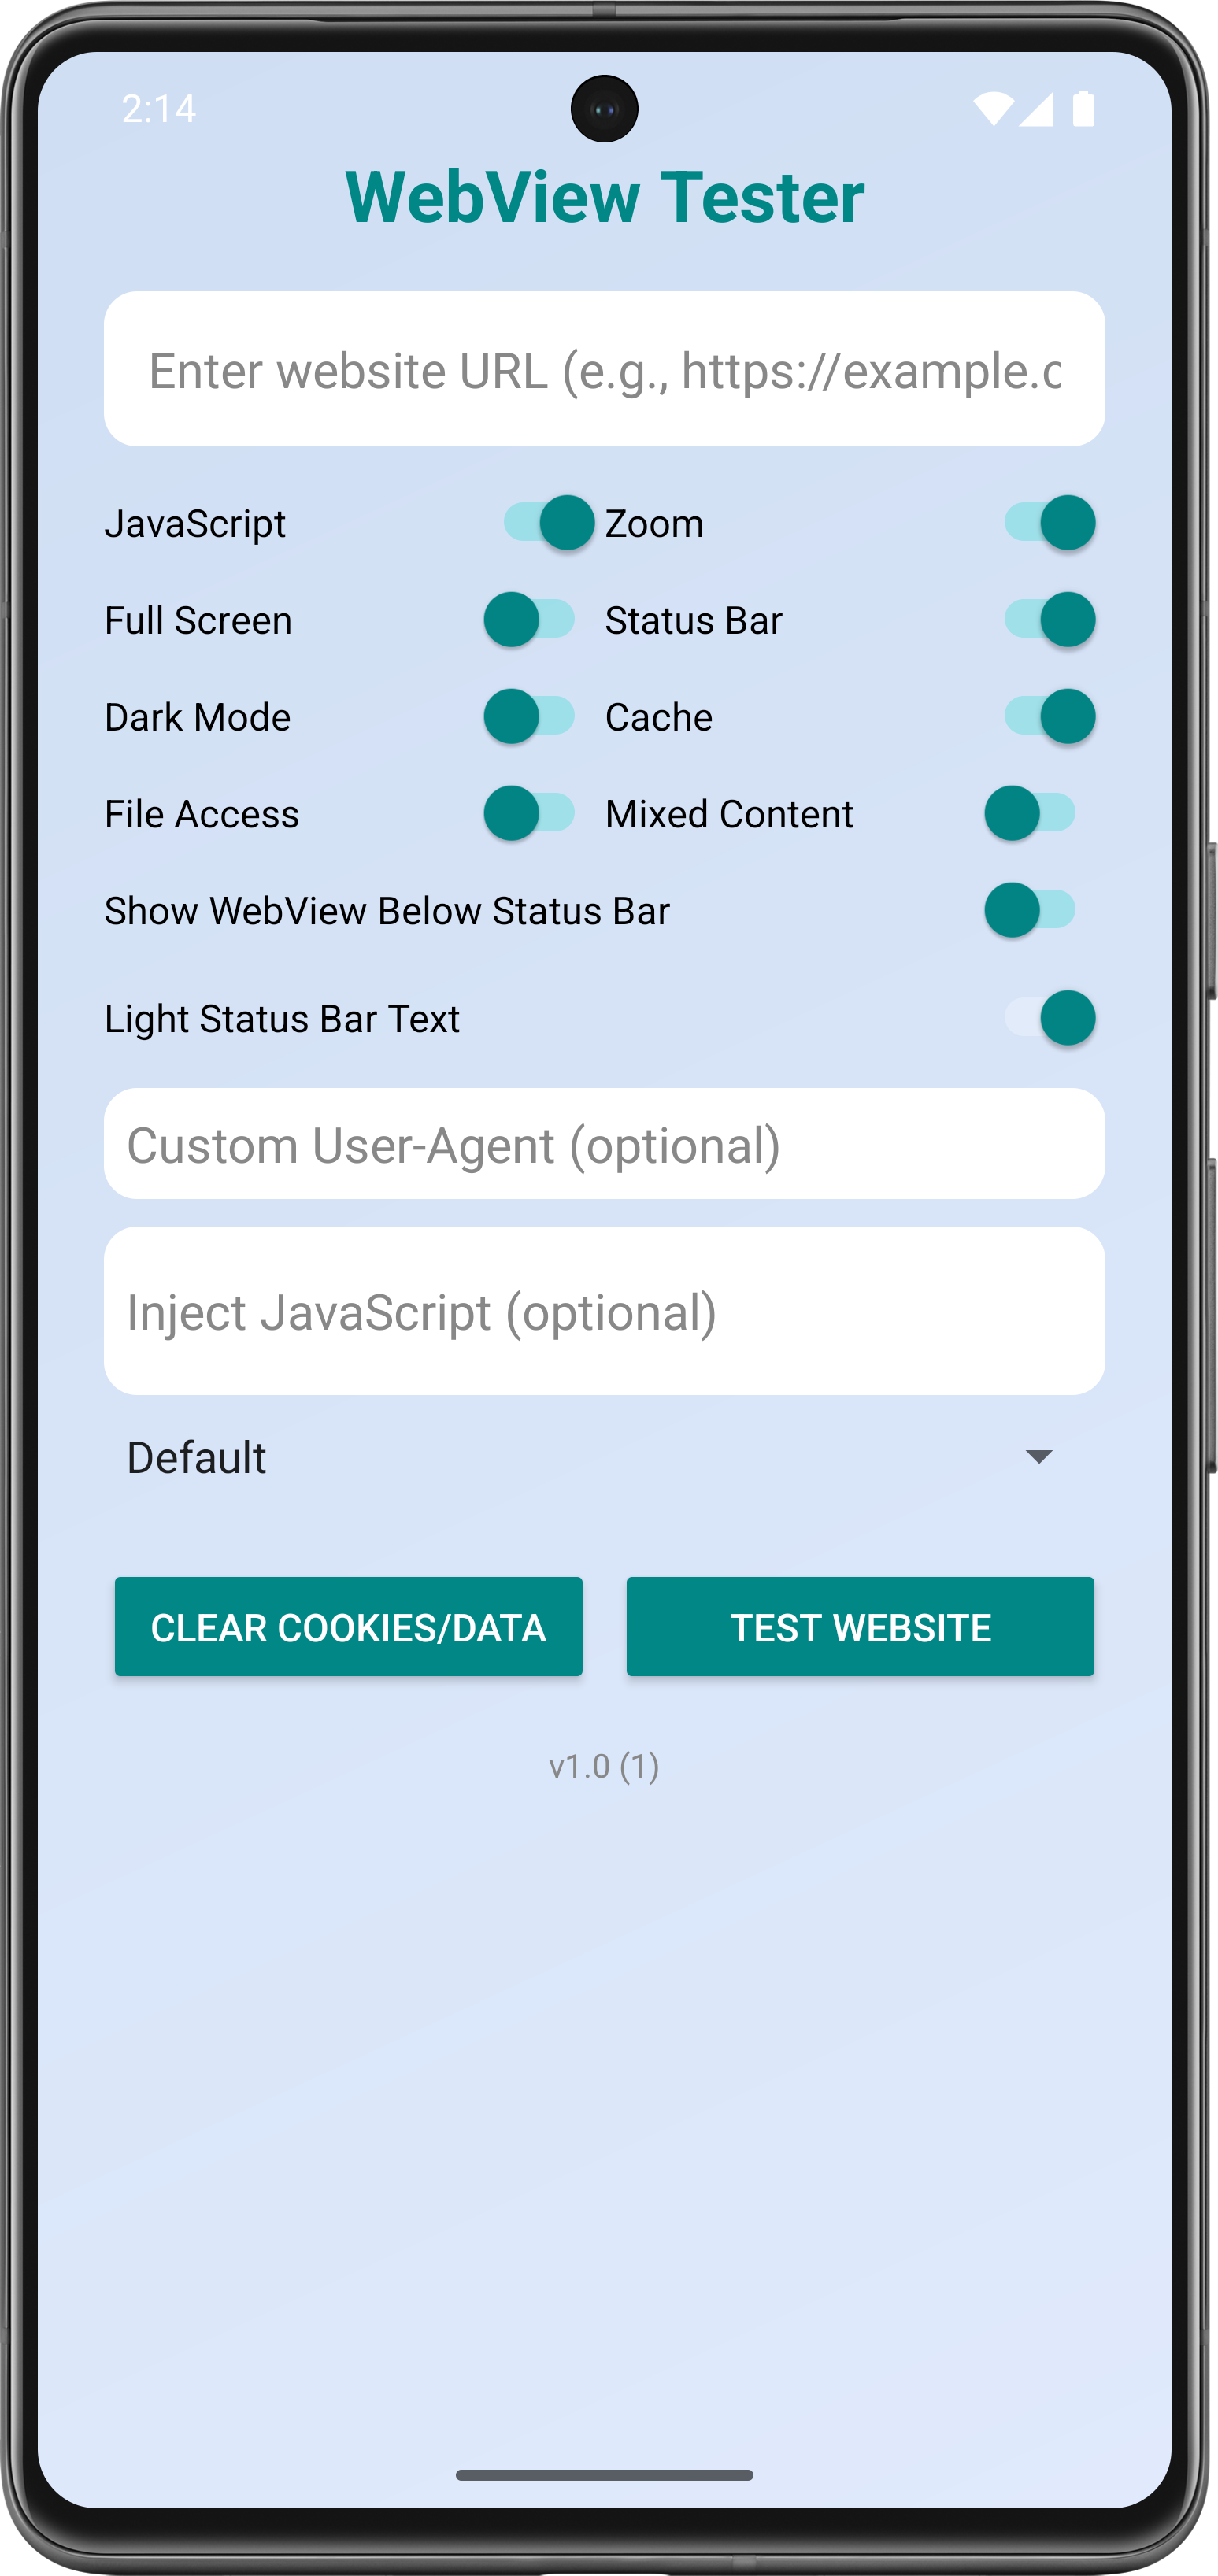 2:14
WebView Tester
Enter website URL (e.g., https://example.c
JavaScript Zoom
Full Screen Status Bar
Dark Mode Cache
File Access Mixed Content
Show WebView Below Status Bar
Light Status Bar Text
Custom User-Agent (optional)
Inject JavaScript (optional)
Default
CLEAR COOKIES/DATA TEST WEBSITE
v1.0 (1)